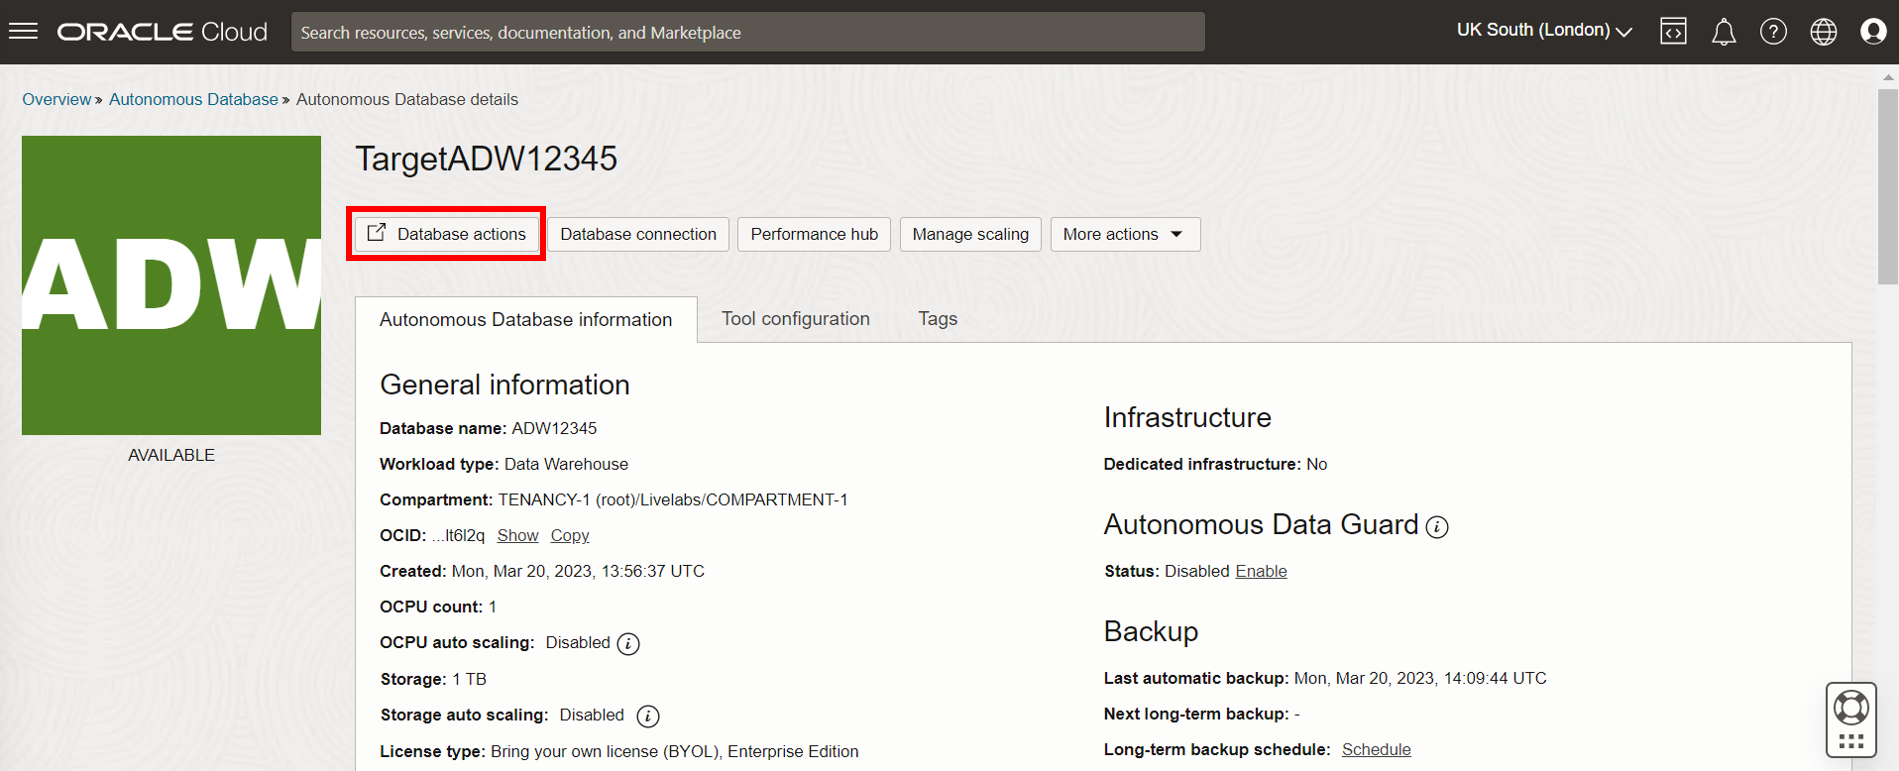 ORACLE Cloud
Search resources, services, documentation, and Marketplace
UK South (London)
Overview » Autonomous Database » Autonomous Database details
ADW
AVAILABLE
TargetADW12345
Database actions
Database connection
Performance hub
Manage scaling
More actions
Autonomous Database information
Tool configuration
Tags
General information
Database name: ADW12345
Workload type: Data Warehouse
Compartment: TENANCY-1 (root)/Livelabs/COMPARTMENT-1
OCID: ...lt6l2q Show Copy
Created: Mon, Mar 20, 2023, 13:56:37 UTC
OCPU count: 1
OCPU auto scaling: Disabled
Storage: 1 TB
Storage auto scaling: Disabled
License type: Bring your own license (BYOL), Enterprise Edition
Infrastructure
Dedicated infrastructure: No
Autonomous Data Guard
Status: Disabled Enable
Backup
Last automatic backup: Mon, Mar 20, 2023, 14:09:44 UTC
Next long-term backup: -
Long-term backup schedule: Schedule